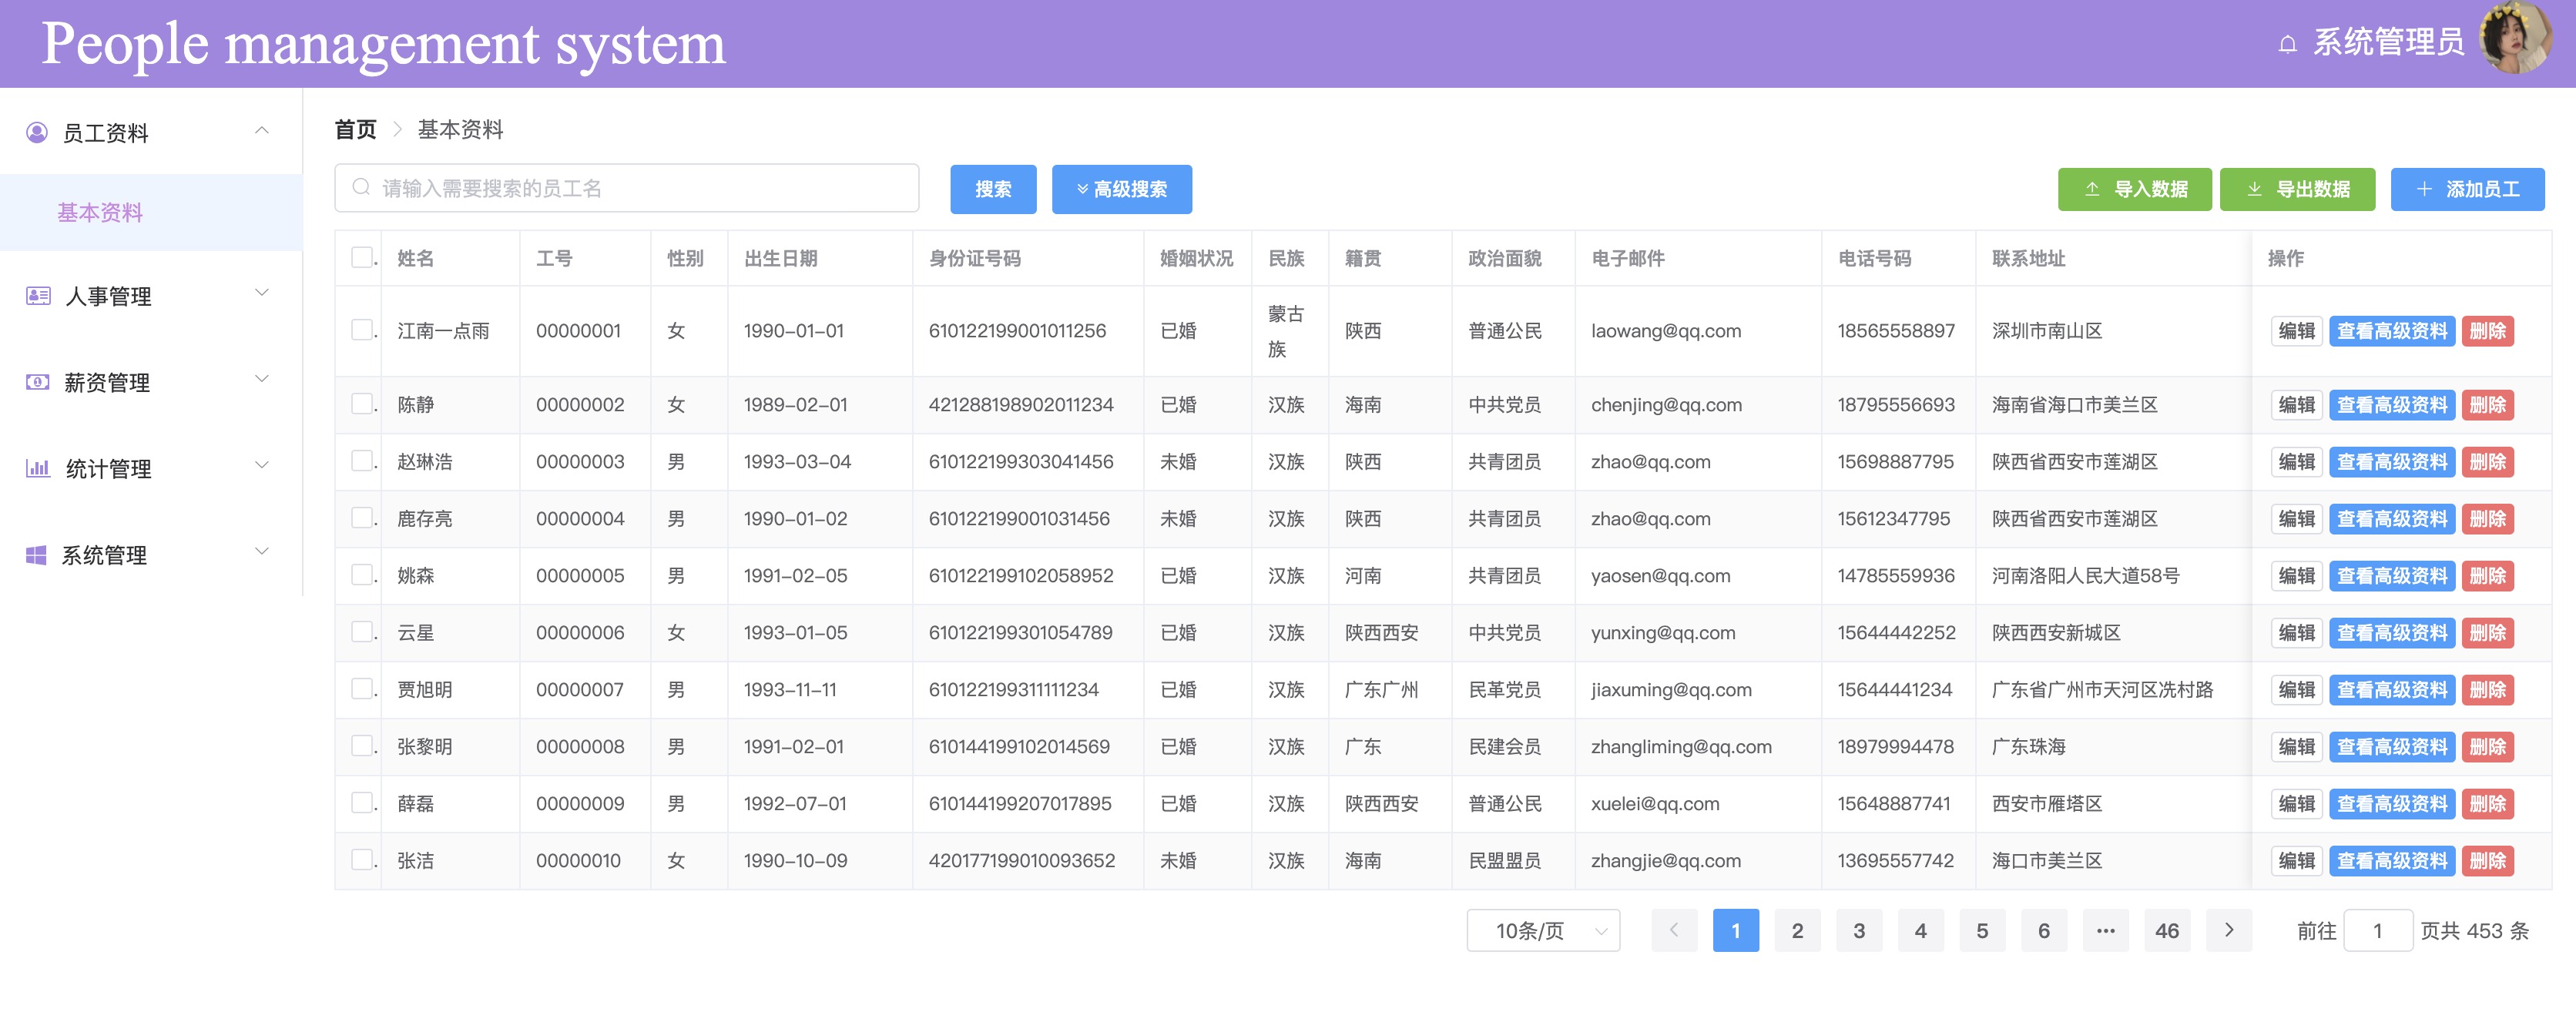 People management system
系统管理员
员工资料
基本资料
人事管理
薪资管理
统计管理
系统管理
首页 基本资料
请输入需要搜索的员工名 搜索 高级搜索 导入数据 导出数据 添加员工
姓名 工号 性别 出生日期 身份证号码 婚姻状况 民族 籍贯 政治面貌 电子邮件 电话号码 联系地址 操作
江南一点雨 00000001 女 1990-01-01 610122199001011256 已婚 蒙古族 陕西 普通公民 laowang@qq.com 18565558897 深圳市南山区 编辑 查看高级资料 删除
陈静 00000002 女 1989-02-01 421288198902011234 已婚 汉族 海南 中共党员 chenjing@qq.com 18795556693 海南省海口市美兰区 编辑 查看高级资料 删除
赵琳浩 00000003 男 1993-03-04 610122199303041456 未婚 汉族 陕西 共青团员 zhao@qq.com 15698887795 陕西省西安市莲湖区 编辑 查看高级资料 删除
鹿存亮 00000004 男 1990-01-02 610122199001031456 未婚 汉族 陕西 共青团员 zhao@qq.com 15612347795 陕西省西安市莲湖区 编辑 查看高级资料 删除
姚森 00000005 男 1991-02-05 610122199102058952 已婚 汉族 河南 共青团员 yaosen@qq.com 14785559936 河南洛阳人民大道58号 编辑 查看高级资料 删除
云星 00000006 女 1993-01-05 610122199301054789 已婚 汉族 陕西西安 中共党员 yunxing@qq.com 15644442252 陕西西安新城区 编辑 查看高级资料 删除
贾旭明 00000007 男 1993-11-11 610122199311111234 已婚 汉族 广东广州 民革党员 jiaxuming@qq.com 15644441234 广东省广州市天河区冼村路 编辑 查看高级资料 删除
张黎明 00000008 男 1991-02-01 610144199102014569 已婚 汉族 广东 民建会员 zhangliming@qq.com 18979994478 广东珠海 编辑 查看高级资料 删除
薛磊 00000009 男 1992-07-01 610144199207017895 已婚 汉族 陕西西安 普通公民 xuelei@qq.com 15648887741 西安市雁塔区 编辑 查看高级资料 删除
张洁 00000010 女 1990-10-09 420177199010093652 未婚 汉族 海南 民盟盟员 zhangjie@qq.com 13695557742 海口市美兰区 编辑 查看高级资料 删除
10条/页 1 2 3 4 5 6 ··· 46 前往 1 页共 453 条